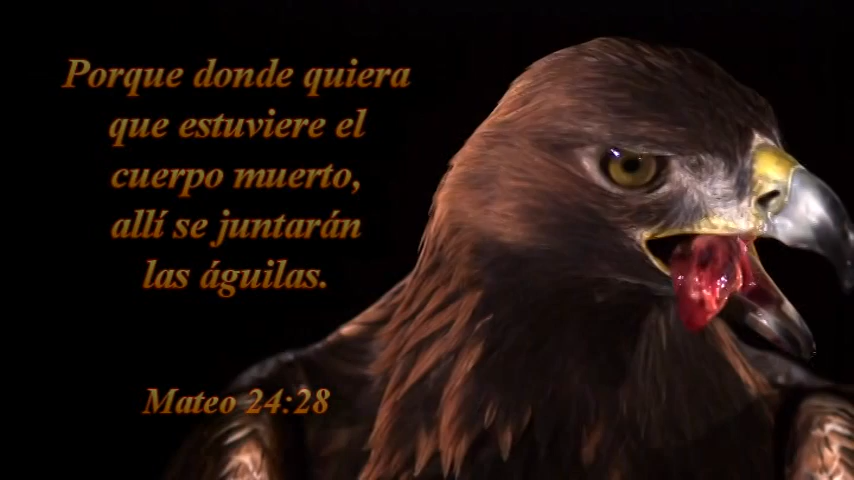 Porque donde quiera
que estuviere el
cuerpo muerto,
allí se juntarán
las águilas.
Mateo 24:28